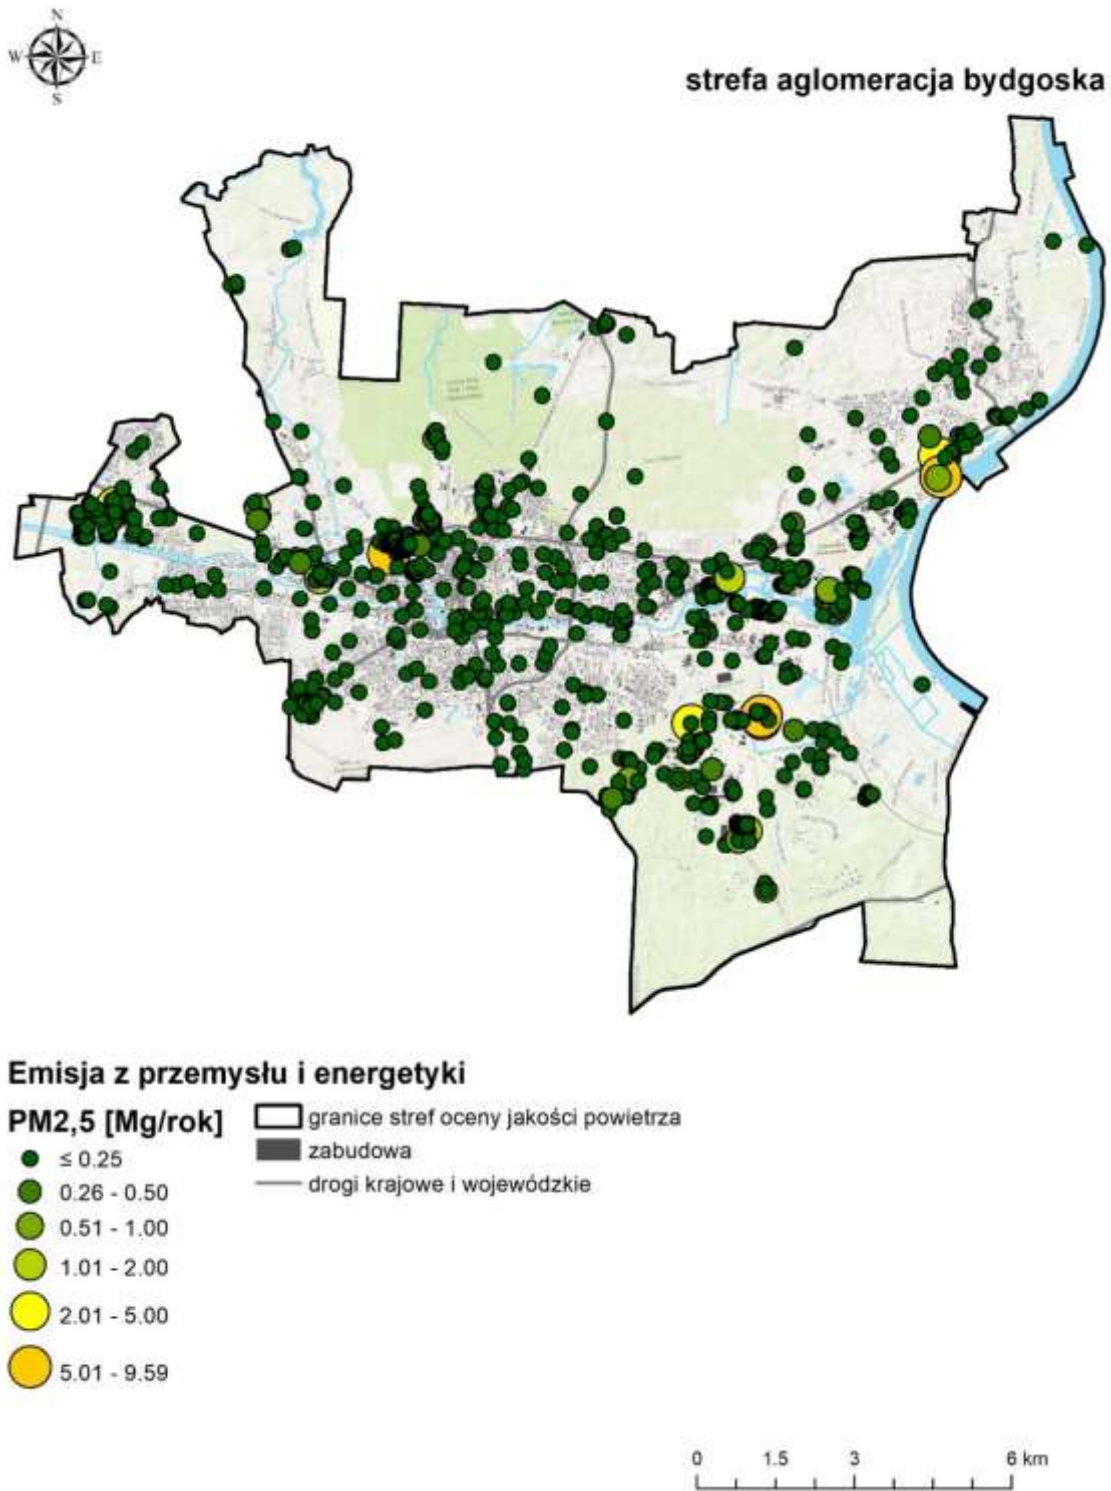 N
W E
S
strefa aglomeracja bydgoska
Emisja z przemysłu i energetyki
PM2,5 [Mg/rok]
≤ 0.25
0.26 - 0.50
0.51 - 1.00
1.01 - 2.00
2.01 - 5.00
5.01 - 9.59
granice stref oceny jakości powietrza
zabudowa
drogi krajowe i wojewódzkie
0 1.5 3 6 km